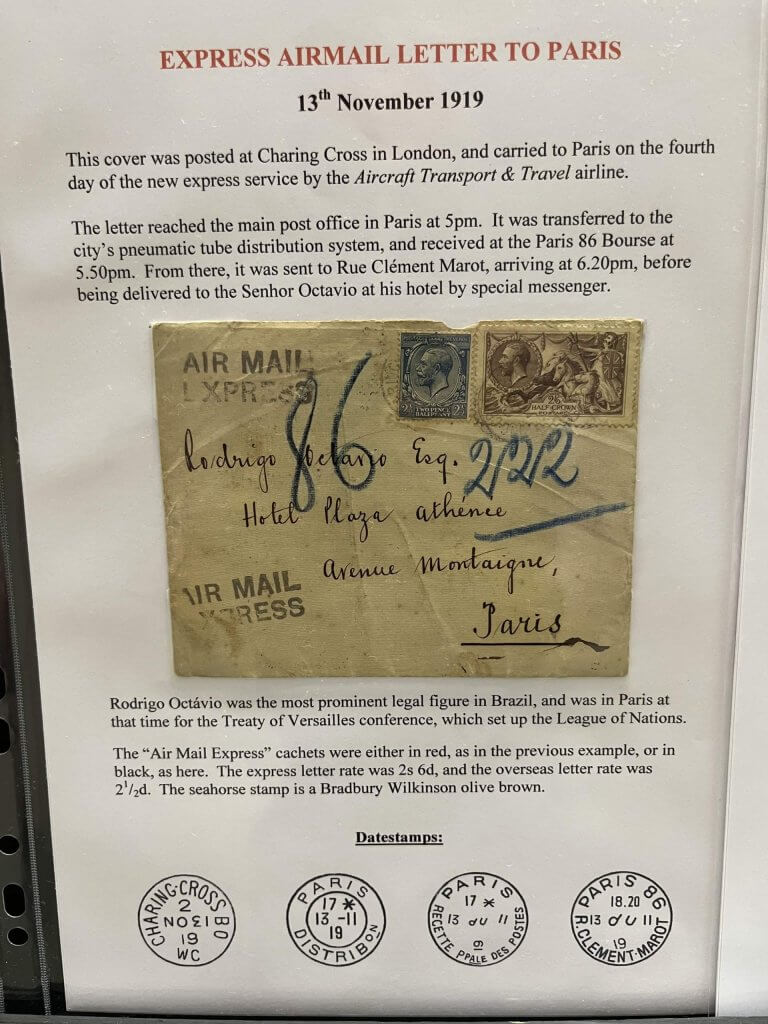 EXPRESS AIRMAIL LETTER TO PARIS
13th November 1919
This cover was posted at Charing Cross in London, and carried to Paris on the fourth
day of the new express service by the Aircraft Transport & Travel airline.
The letter reached the main post office in Paris at 5pm. It was transferred to the
city's pneumatic tube distribution system, and received at the Paris 86 Bourse at
5.50pm. From there, it was sent to Rue Clément Marot, arriving at 6.20pm, before
being delivered to the Senhor Octavio at his hotel by special messenger.
AIR MAIL
EXPRESS
TWO PENCE
2½ HALFPENNY 2½
2/6 HALF CROWN
86
222
Rodrigo Octavio Esq.
Hotel Plaza athénée
Avenue Montaigne,
Paris
AIR MAIL
EXPRESS
Rodrigo Octávio was the most prominent legal figure in Brazil, and was in Paris at
that time for the Treaty of Versailles conference, which set up the League of Nations.
The "Air Mail Express" cachets were either in red, as in the previous example, or in
black, as here. The express letter rate was 2s 6d, and the overseas letter rate was
2 1/2d. The seahorse stamp is a Bradbury Wilkinson olive brown.
Datestamps:
CHARING·CROSS BO
2
NO 13
19
WC
PARIS
17 *
13 -11
19
DISTRIBON
PARIS
17 *
13 11
19
RECETTE PPALE DES POSTES
PARIS 86
18.20
13 11
19
R.CLEMENT-MAROT